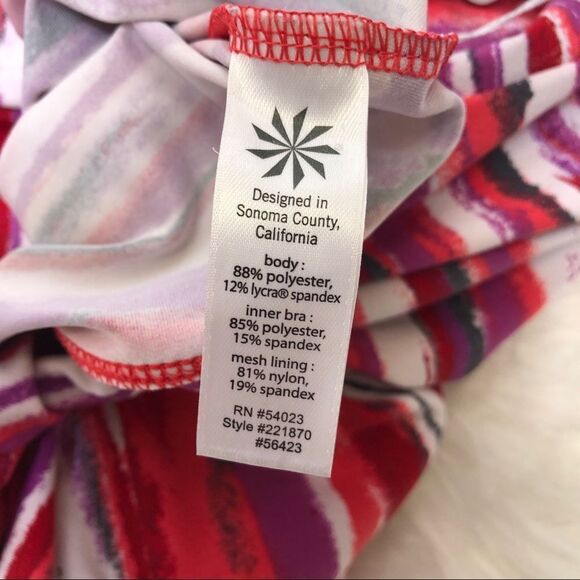 Designed in
Sonoma County,
California
body :
88% polyester,
12% lycra® spandex
inner bra :
85% polyester,
15% spandex
mesh lining :
81% nylon,
19% spandex
RN #54023
Style #221870
#56423